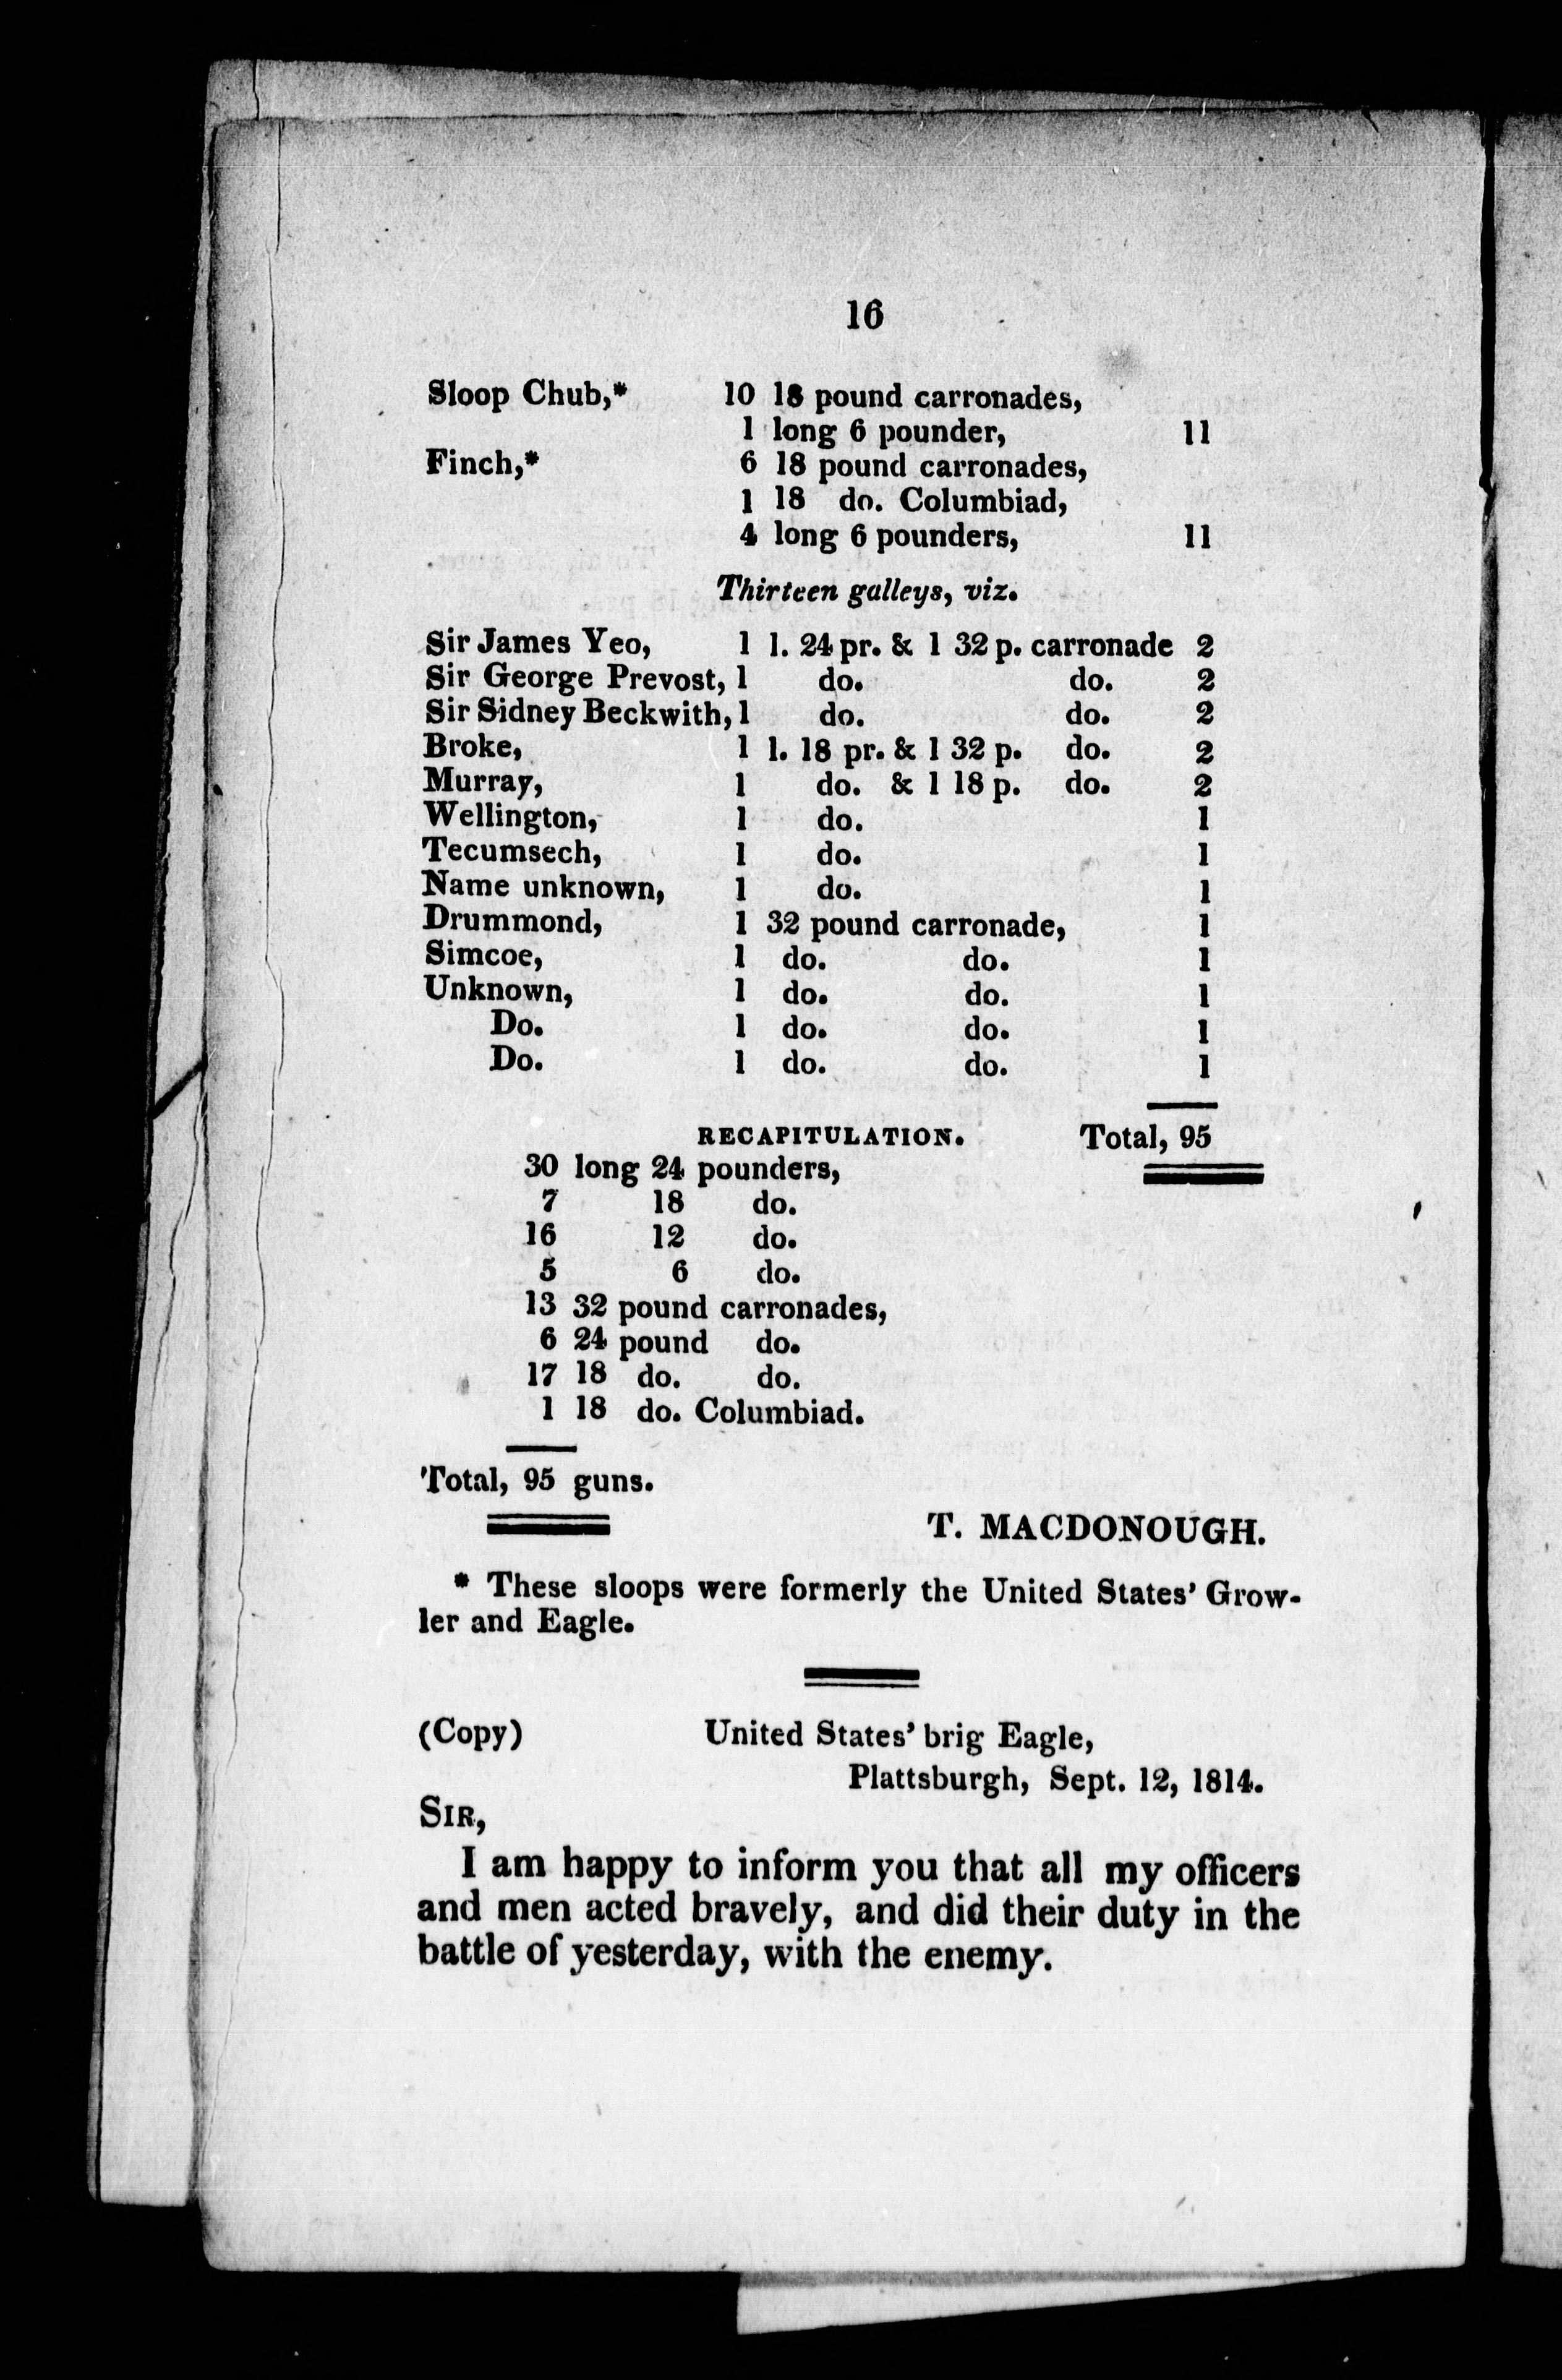 16
Sloop Chub,* 10 18 pound carronades,
1 long 6 pounder, 11
Finch,* 6 18 pound carronades,
1 18 do. Columbiad,
4 long 6 pounders, 11
Thirteen galleys, viz.
Sir James Yeo, 1 l. 24 pr. & 1 32 p. carronade 2
Sir George Prevost, 1 do. do. 2
Sir Sidney Beckwith, 1 do. do. 2
Broke, 1 l. 18 pr. & 1 32 p. do. 2
Murray, 1 do. & 1 18 p. do. 2
Wellington, 1 do. 1
Tecumsech, 1 do. 1
Name unknown, 1 do. 1
Drummond, 1 32 pound carronade, 1
Simcoe, 1 do. do. 1
Unknown, 1 do. do. 1
Do. 1 do. do. 1
Do. 1 do. do. 1
RECAPITULATION. Total, 95
30 long 24 pounders,
7 18 do.
16 12 do.
5 6 do.
13 32 pound carronades,
6 24 pound do.
17 18 do. do.
1 18 do. Columbiad.
Total, 95 guns.
T. MACDONOUGH.
* These sloops were formerly the United States' Grow-
ler and Eagle.
(Copy) United States' brig Eagle,
Plattsburgh, Sept. 12, 1814.
SIR,
I am happy to inform you that all my officers
and men acted bravely, and did their duty in the
battle of yesterday, with the enemy.